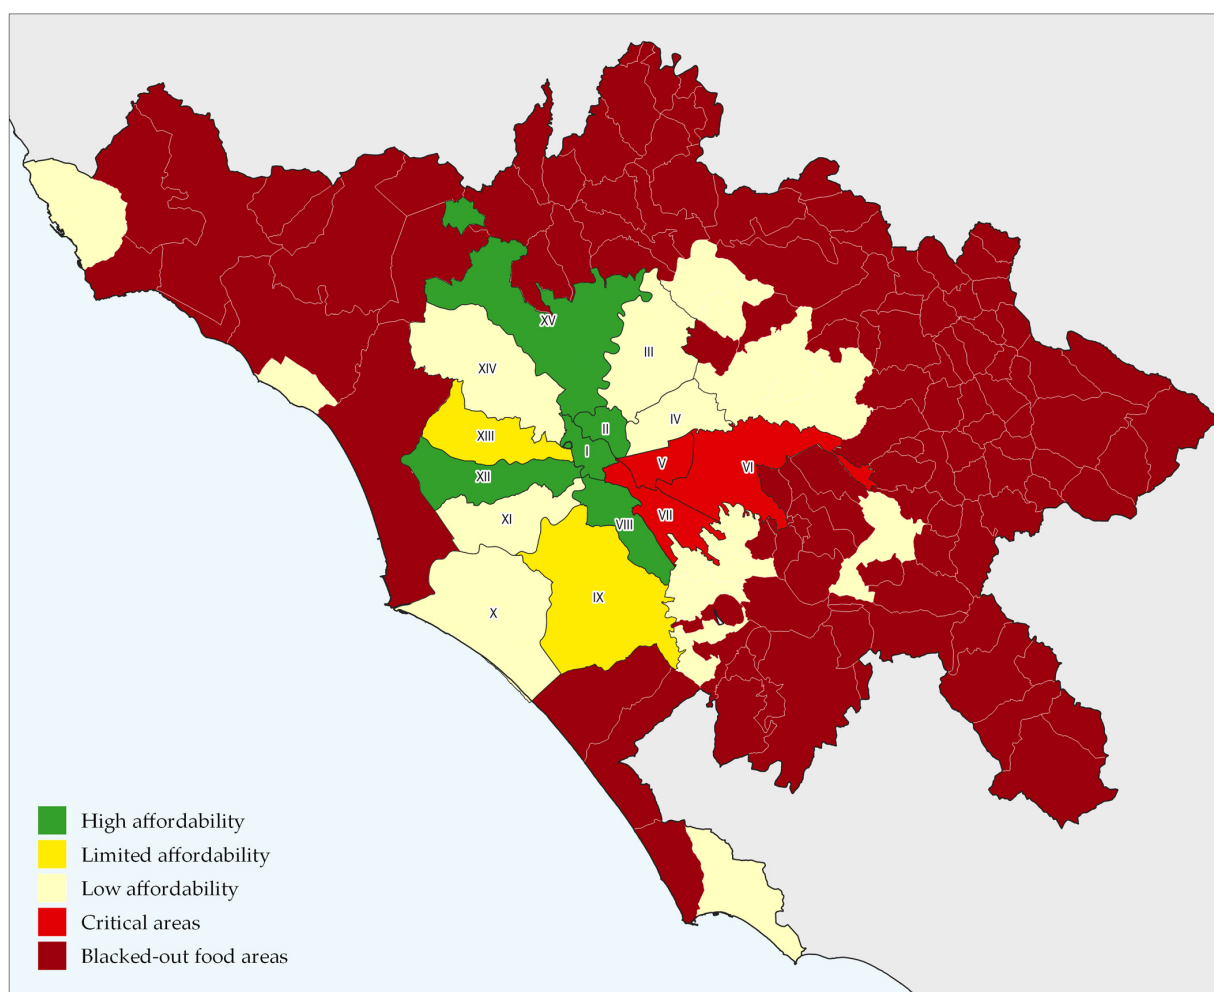 XV
III
XIV
IV
II
XIII
I
V
VI
XII
VII
XI
VIII
IX
X
High affordability
Limited affordability
Low affordability
Critical areas
Blacked-out food areas